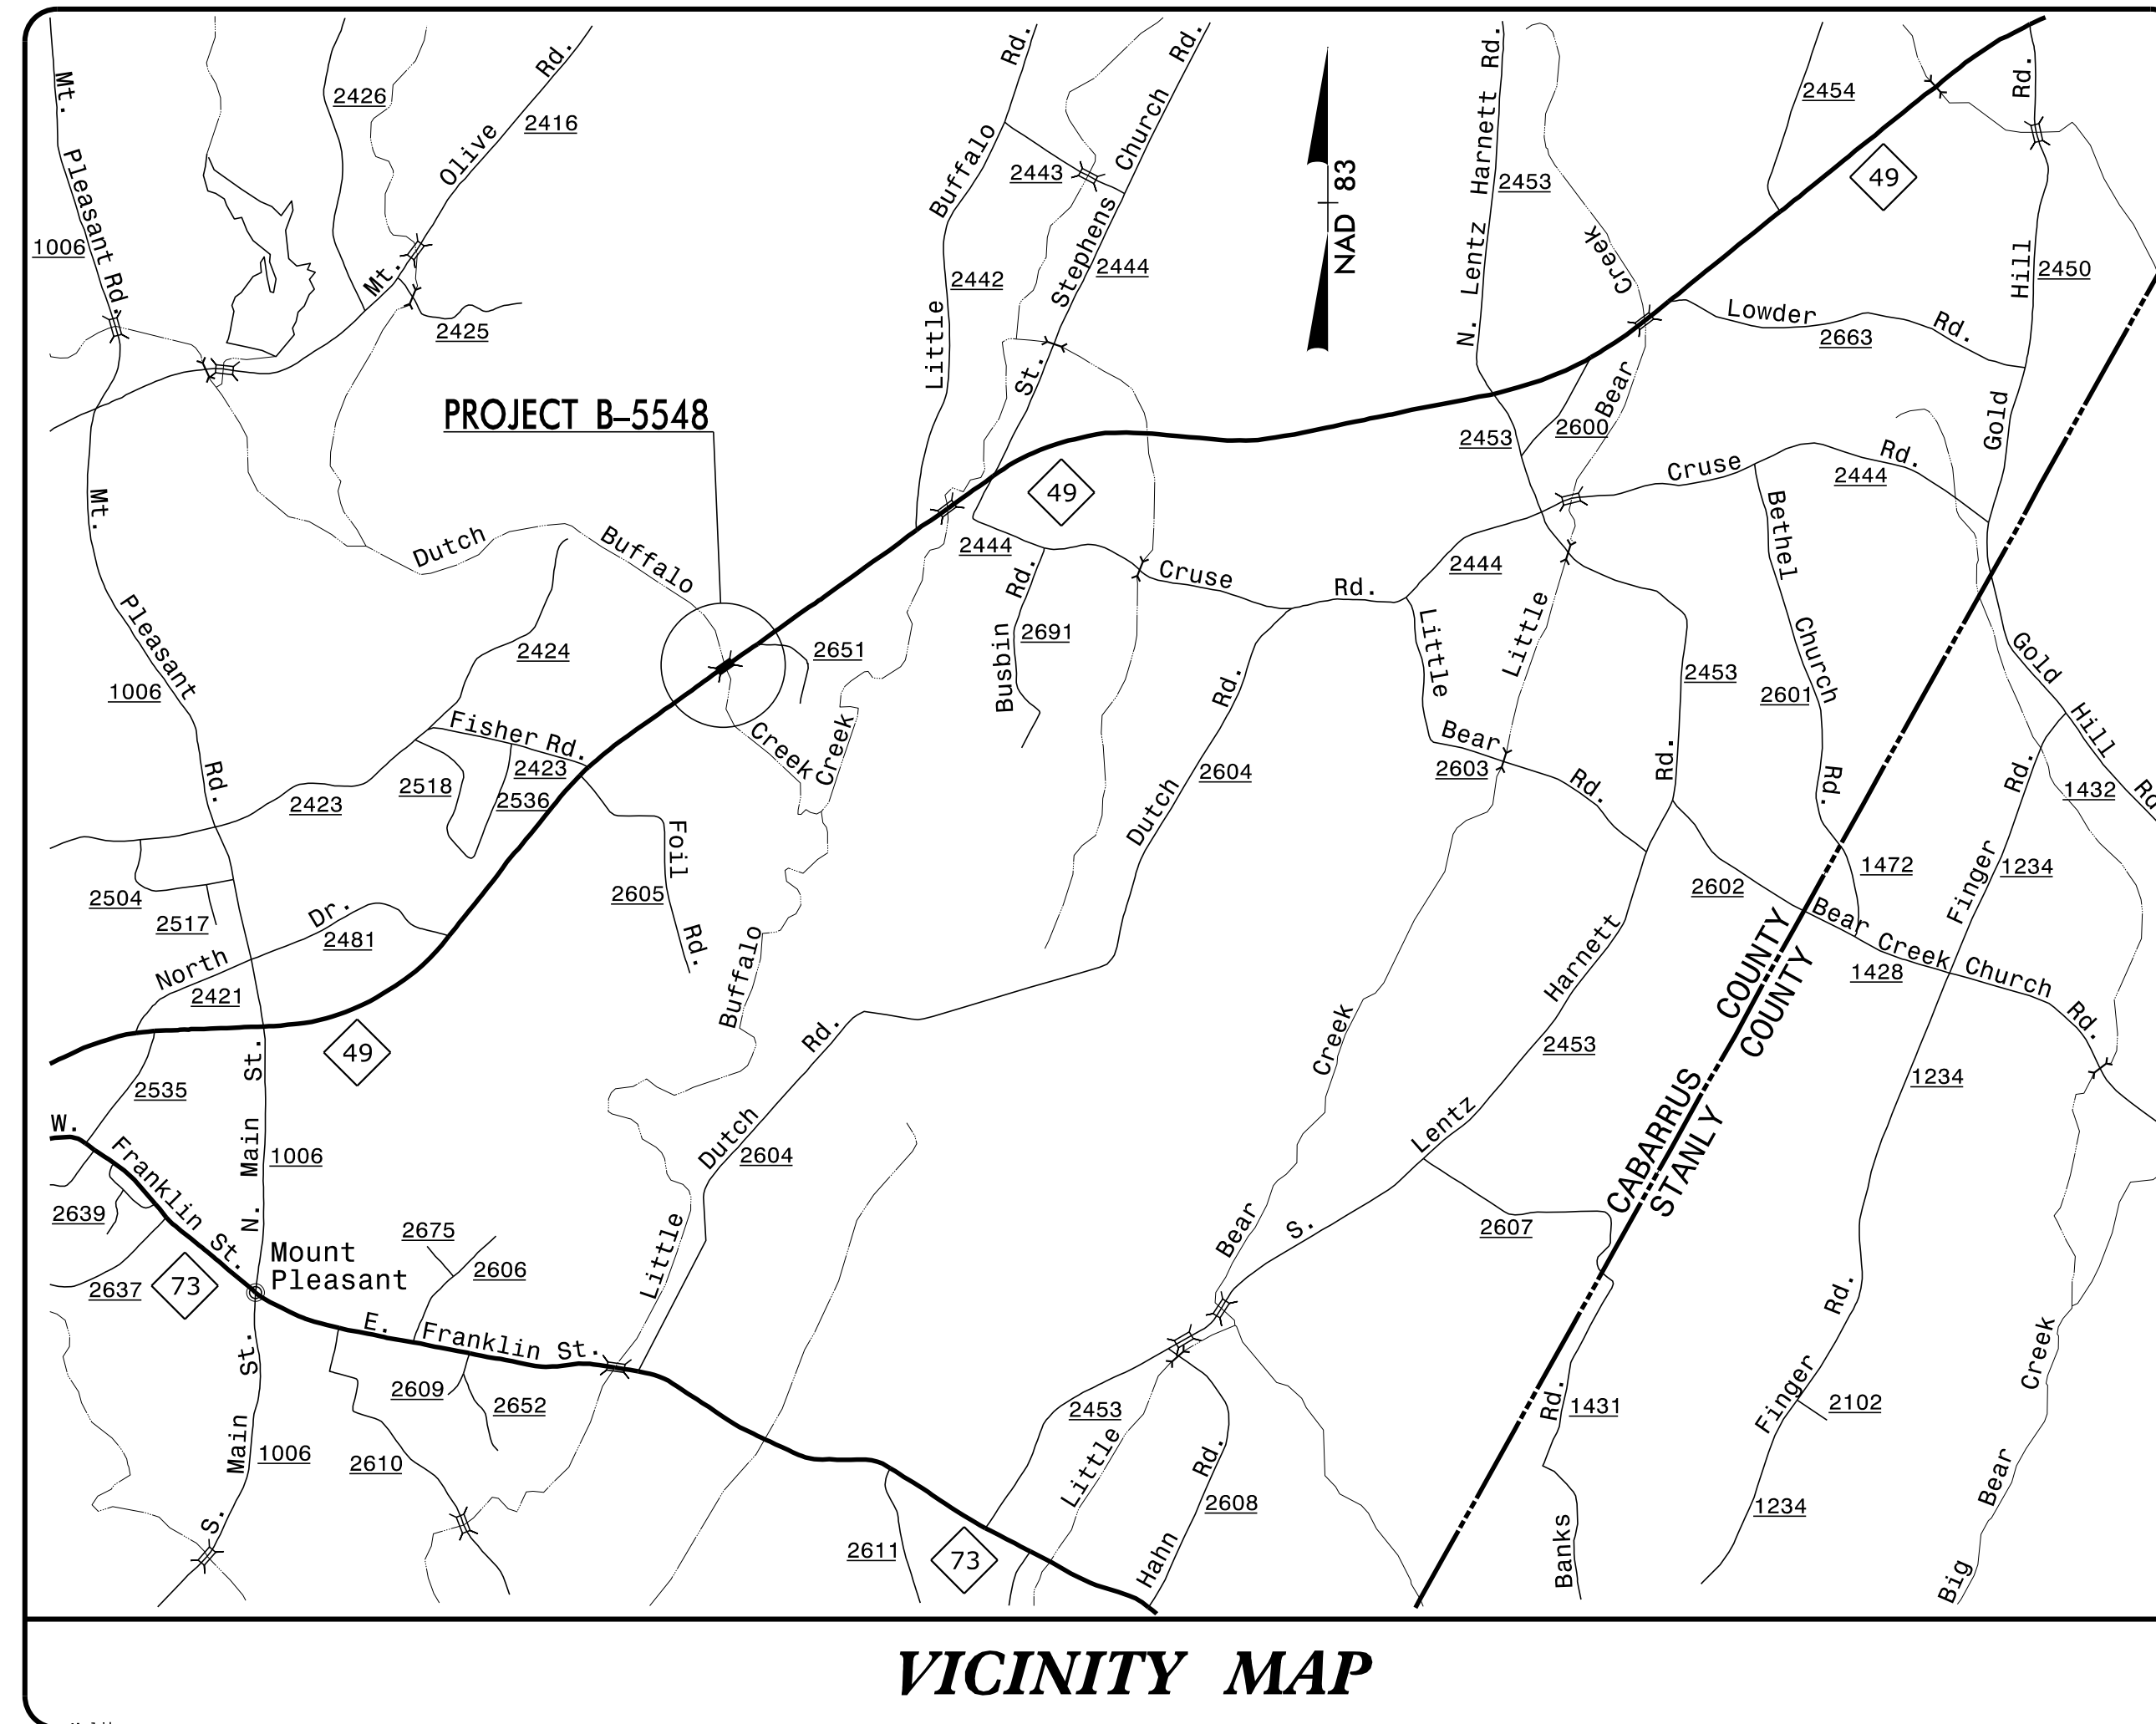 Mt. Pleasant Rd.
1006
2426
Mt. Olive Rd.
2416
2425
Little Buffalo Rd.
2443
2442
St. Stephens Church Rd.
2444
NAD 83
N. Lentz Harnett Rd.
2453
Creek
2454
49
Rd.
Hill
2450
Gold
Lowder Rd.
2663
PROJECT B–5548
2453
2600
Bear
Cruse Rd.
2444
49
Mt. Pleasant Rd.
1006
Dutch Buffalo
Creek
2444
Cruse Rd.
2444
Busbin Rd.
2691
2651
2424
Little
Little
Bethel Church Rd.
2601
2453
Rd.
Gold Hill Rd
1432
Fisher Rd.
2423
2518
2536
2423
Creek
Dutch Rd.
2604
Bear Rd.
2603
Foil Rd.
2605
2504
2517
North Dr.
2481
2421
Buffalo
2602
1472
Finger Rd.
1234
Bear Creek Church Rd.
1428
COUNTY
COUNTY
Harnett
2453
49
2535
Dutch Rd.
2604
Creek
CABARRUS
STANLY
1234
W. Franklin St.
N. Main St.
1006
Lentz
S.
2607
2639
2637
73
Mount
Pleasant
2675
2606
Little
Bear
E. Franklin St.
Finger Rd.
2102
Creek
2609
2652
S. Main St.
1006
2610
2453
Little
Hahn Rd.
2608
Rd.
1431
Banks
1234
Big Bear
2611
73
VICINITY MAP